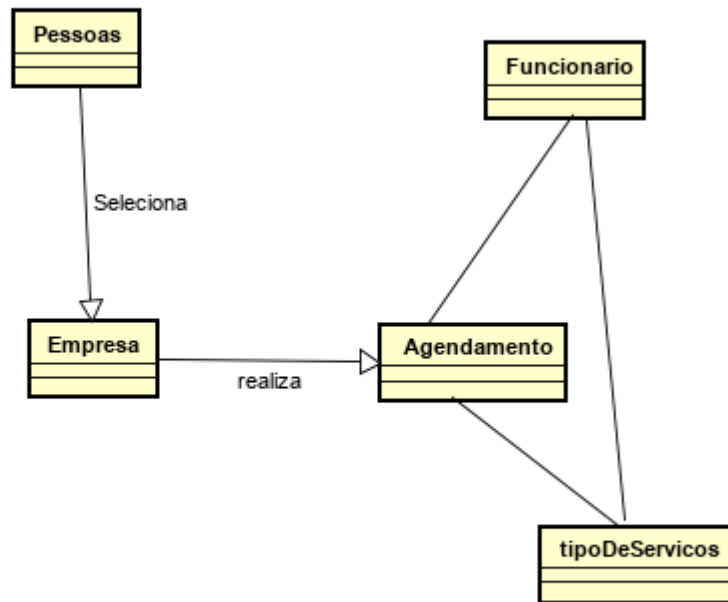 Pessoas
Funcionario
Seleciona
Empresa
realiza
Agendamento
tipoDeServicos